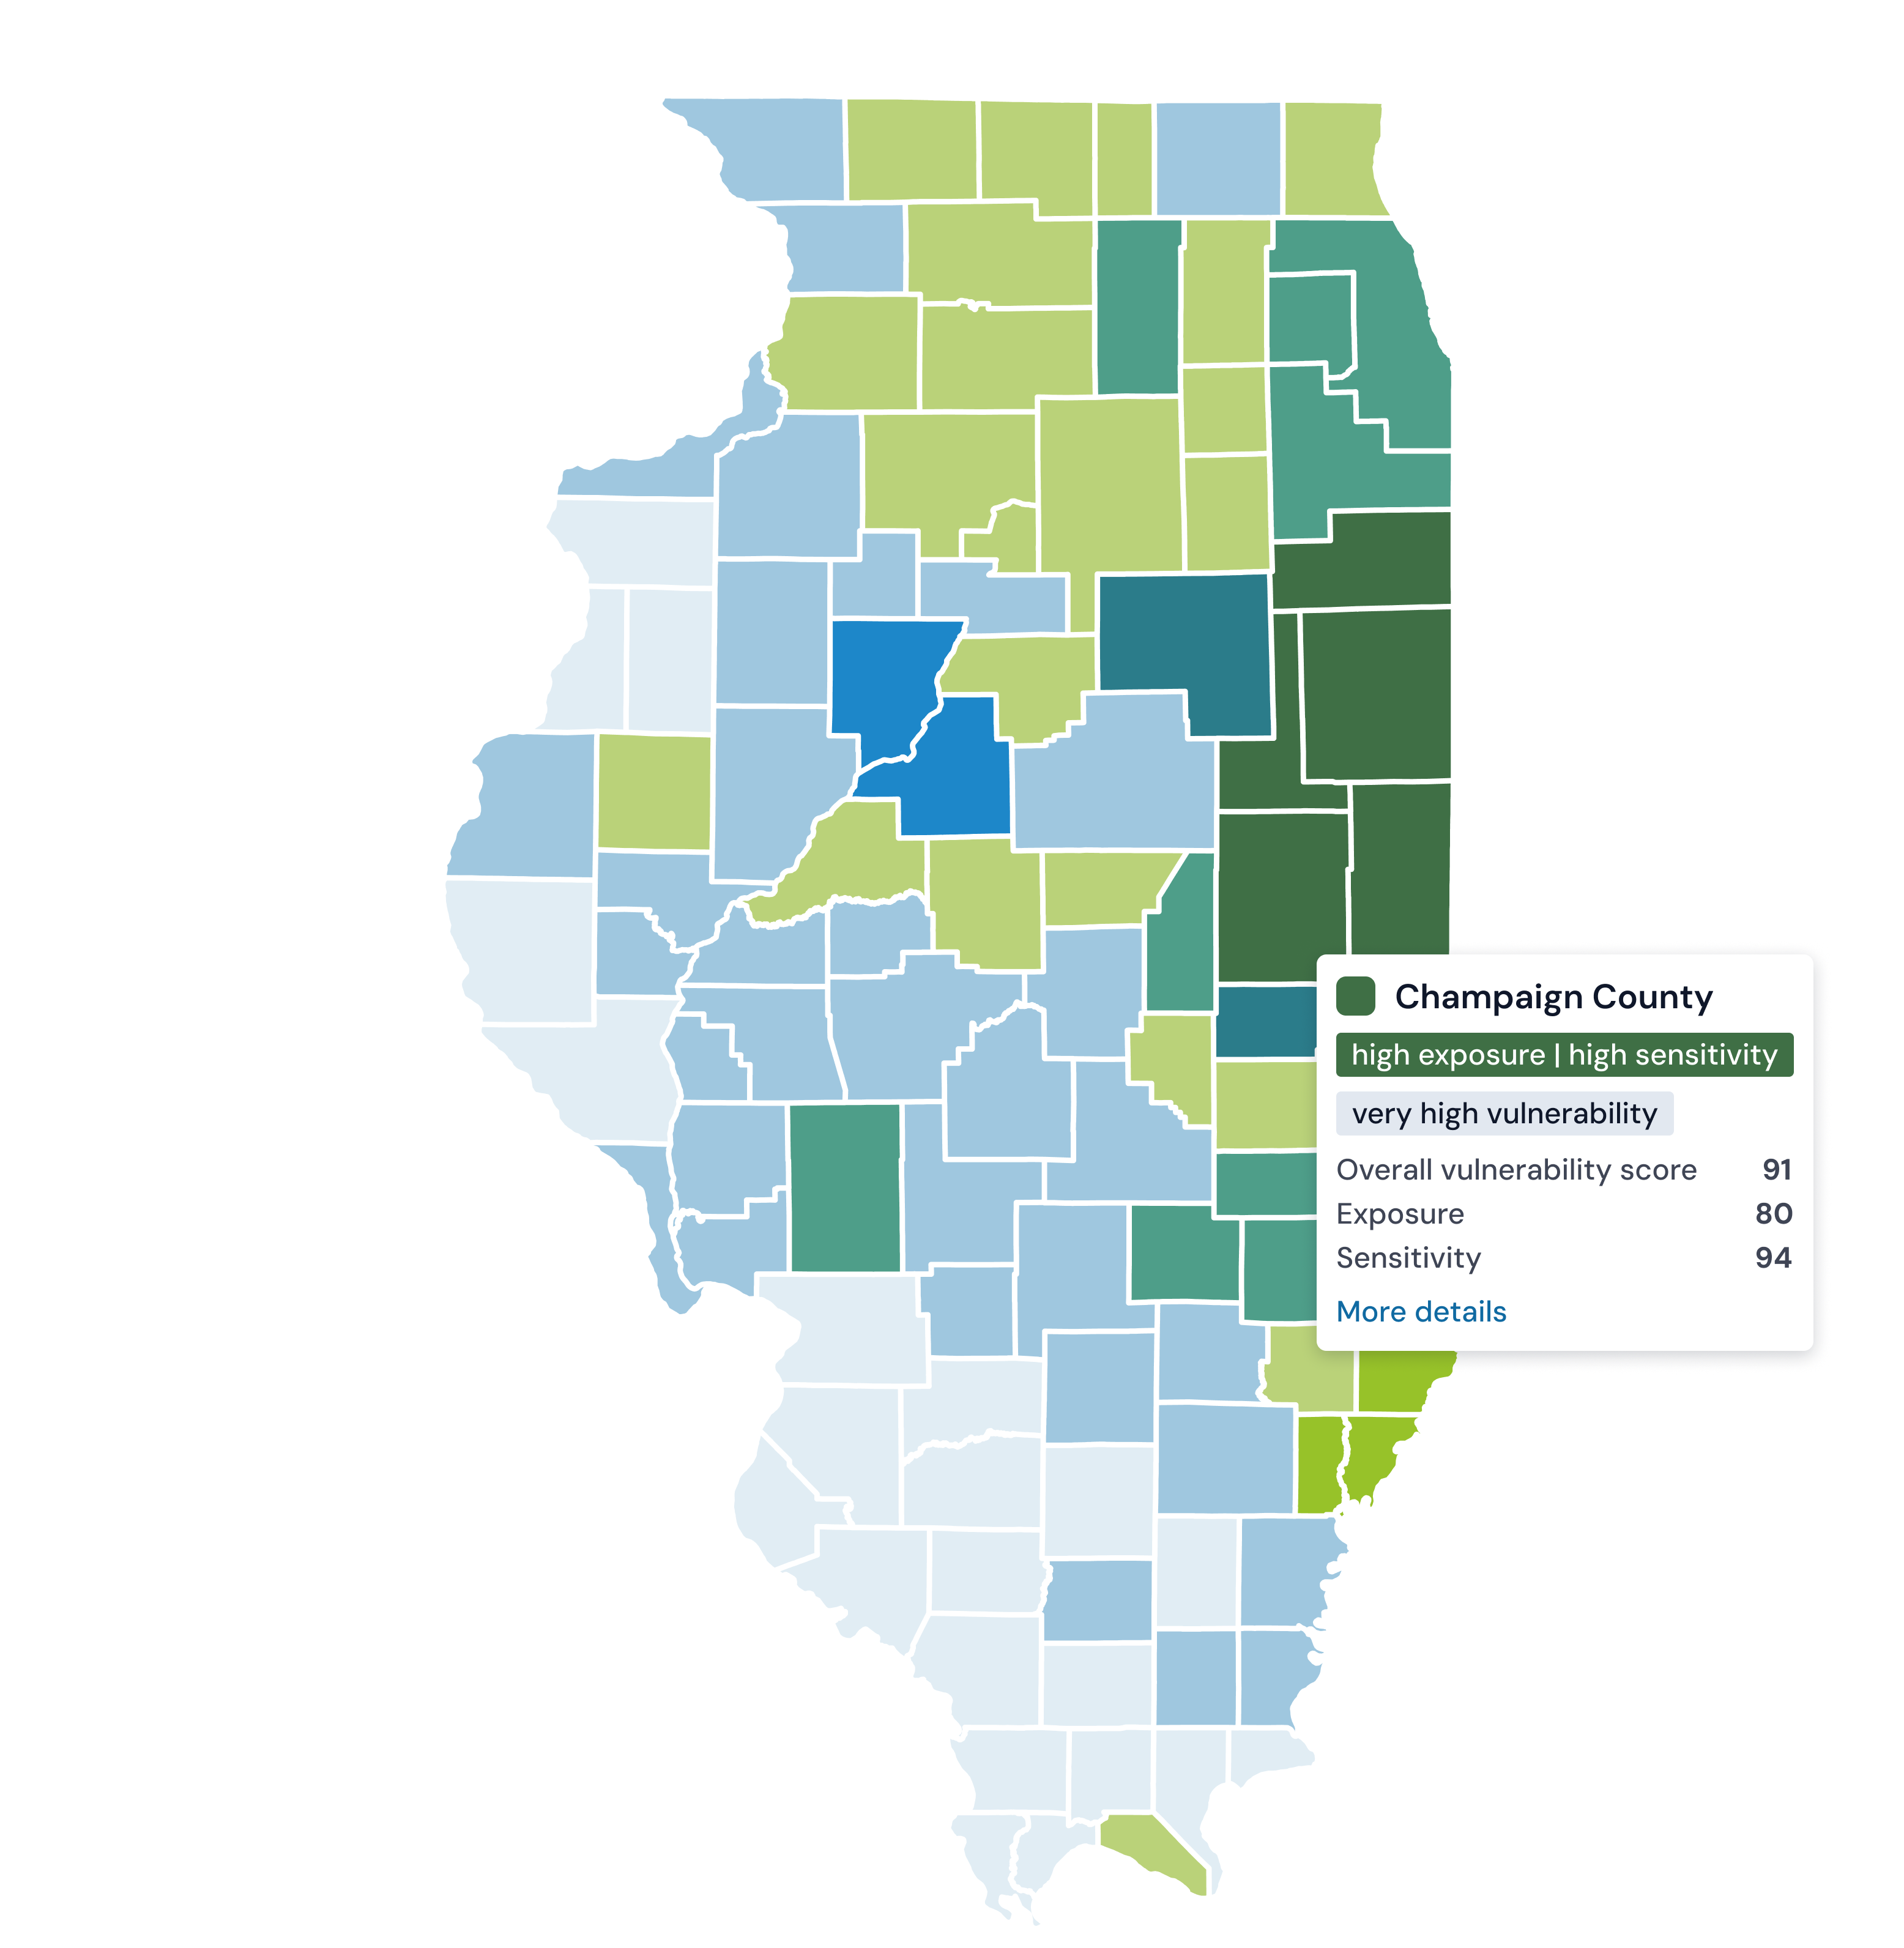 Champaign County
high exposure | high sensitivity
very high vulnerability
Overall vulnerability score 91
Exposure 80
Sensitivity 94
More details